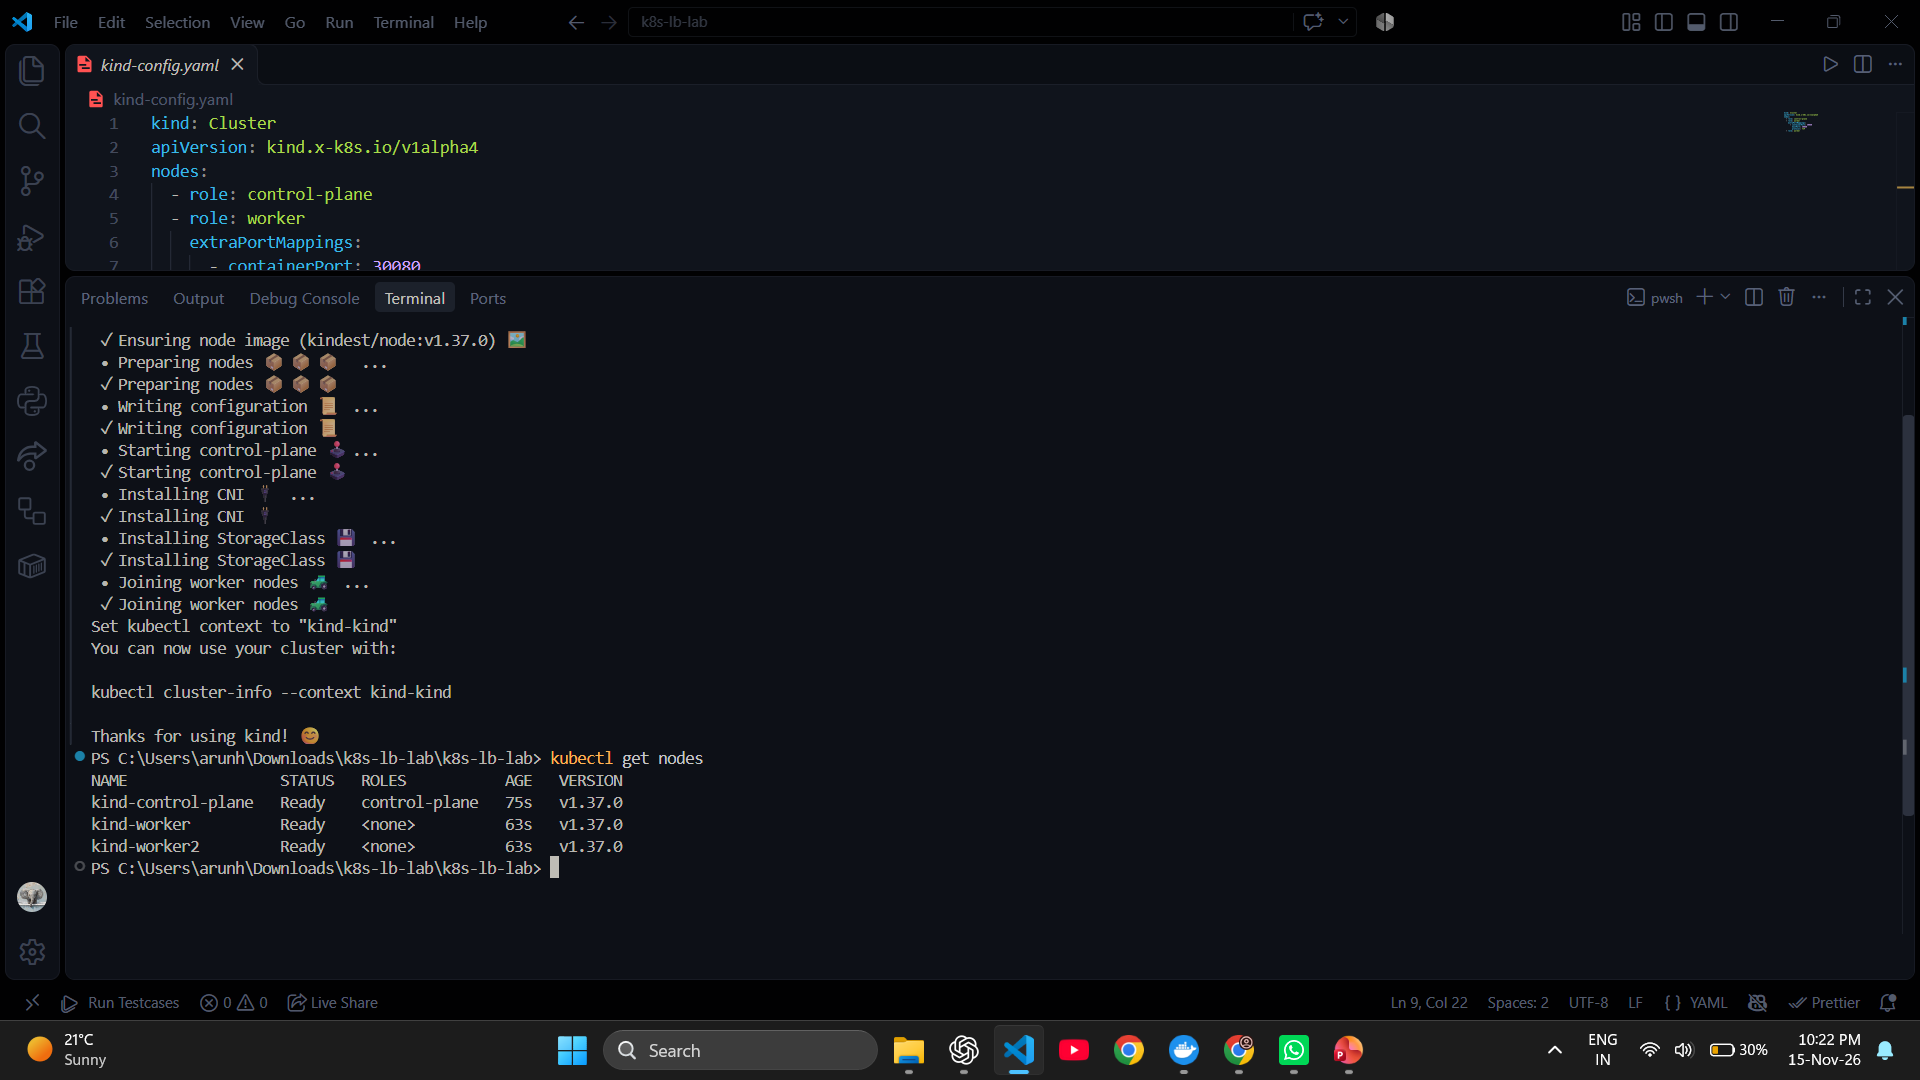 File Edit Selection View Go Run Terminal Help
k8s-lb-lab
kind-config.yaml
kind-config.yaml
1 kind: Cluster
2 apiVersion: kind.x-k8s.io/v1alpha4
3 nodes:
4 - role: control-plane
5 - role: worker
6 extraPortMappings:
7 - containerPort: 30080
Problems Output Debug Console Terminal Ports
pwsh
✓ Ensuring node image (kindest/node:v1.37.0) 🖼
• Preparing nodes 📦 📦 📦 ...
✓ Preparing nodes 📦 📦 📦
• Writing configuration 📜 ...
✓ Writing configuration 📜
• Starting control-plane 🕹 ...
✓ Starting control-plane 🕹
• Installing CNI 🔌 ...
✓ Installing CNI 🔌
• Installing StorageClass 💾 ...
✓ Installing StorageClass 💾
• Joining worker nodes 🚜 ...
✓ Joining worker nodes 🚜
Set kubectl context to "kind-kind"
You can now use your cluster with:
kubectl cluster-info --context kind-kind
Thanks for using kind! 😊
PS C:\Users\arunh\Downloads\k8s-lb-lab\k8s-lb-lab> kubectl get nodes
NAME STATUS ROLES AGE VERSION
kind-control-plane Ready control-plane 75s v1.37.0
kind-worker Ready <none> 63s v1.37.0
kind-worker2 Ready <none> 63s v1.37.0
PS C:\Users\arunh\Downloads\k8s-lb-lab\k8s-lb-lab>
Run Testcases 0 0 Live Share Ln 9, Col 22 Spaces: 2 UTF-8 LF { } YAML Prettier
21°C
Sunny
Search
ENG
IN
30%
10:22 PM
15-Nov-26